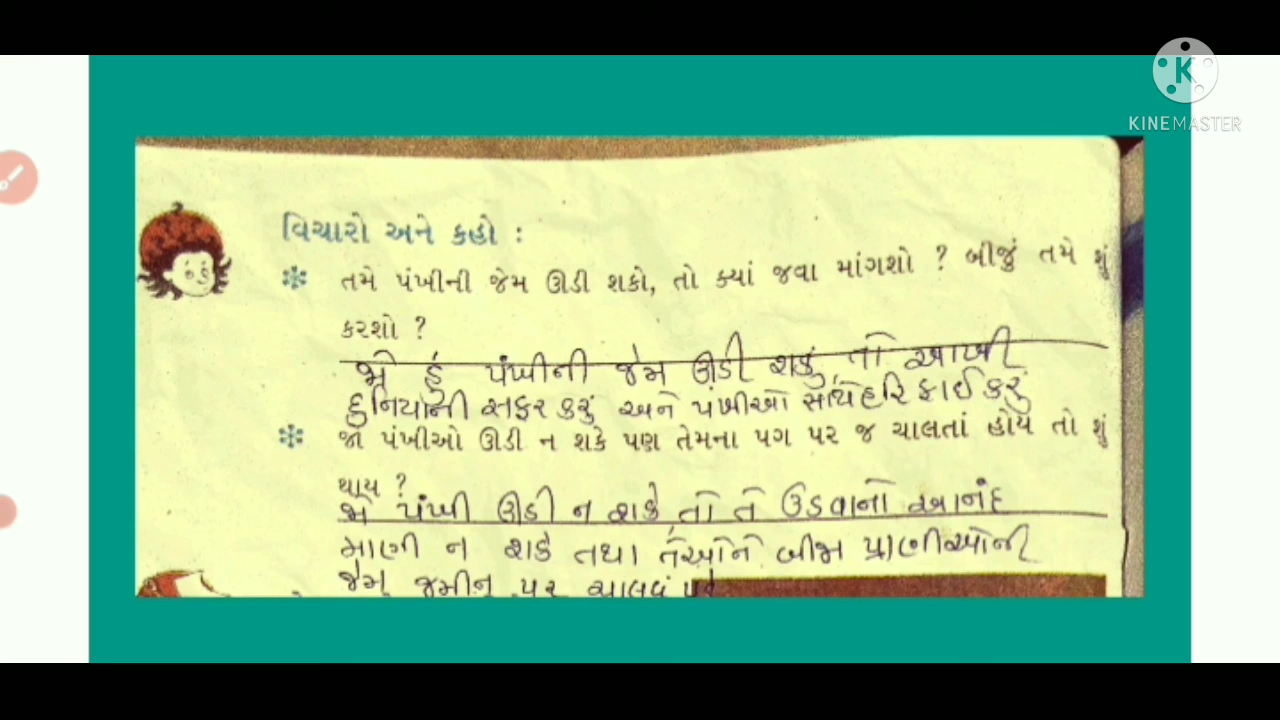 KINEMASTER
વિચારો અને કહો :
તમે પંખીની જેમ ઊડી શકો, તો ક્યાં જવા માંગશો ? બીજું તમે શું
કરશો ?
જો હું પંખીની જેમ ઊડી શકું તો આખી
દુનિયાની સફર કરું અને પંખીઓ સાથે હરિફાઈ કરું
જો પંખીઓ ઊડી ન શકે પણ તેમના પગ પર જ ચાલતાં હોય તો શું
થાય ?
જો પંખી ઊડી ન શકે તો તે ઉડવાનો આનંદ
માણી ન શકે તથા તેઓને બીજા પ્રાણીઓની
જેમ જમીન પર ચાલવું પડે